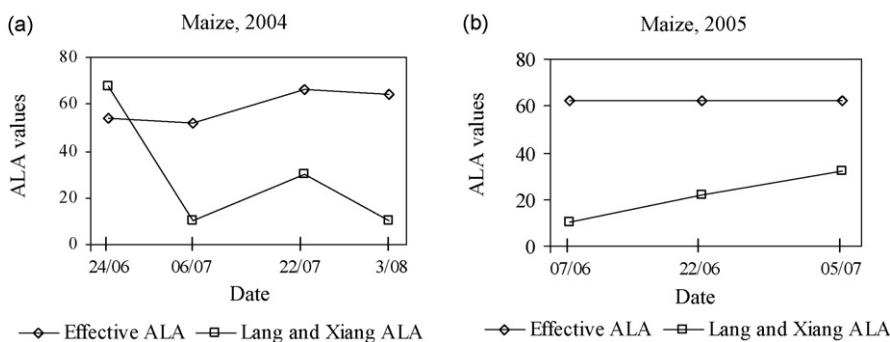 (a)
Maize, 2004
ALA values
80
60
40
20
0
24/06 06/07 22/07 3/08
Date
Effective ALA Lang and Xiang ALA
(b)
Maize, 2005
ALA values
80
60
40
20
0
07/06 22/06 05/07
Date
Effective ALA Lang and Xiang ALA